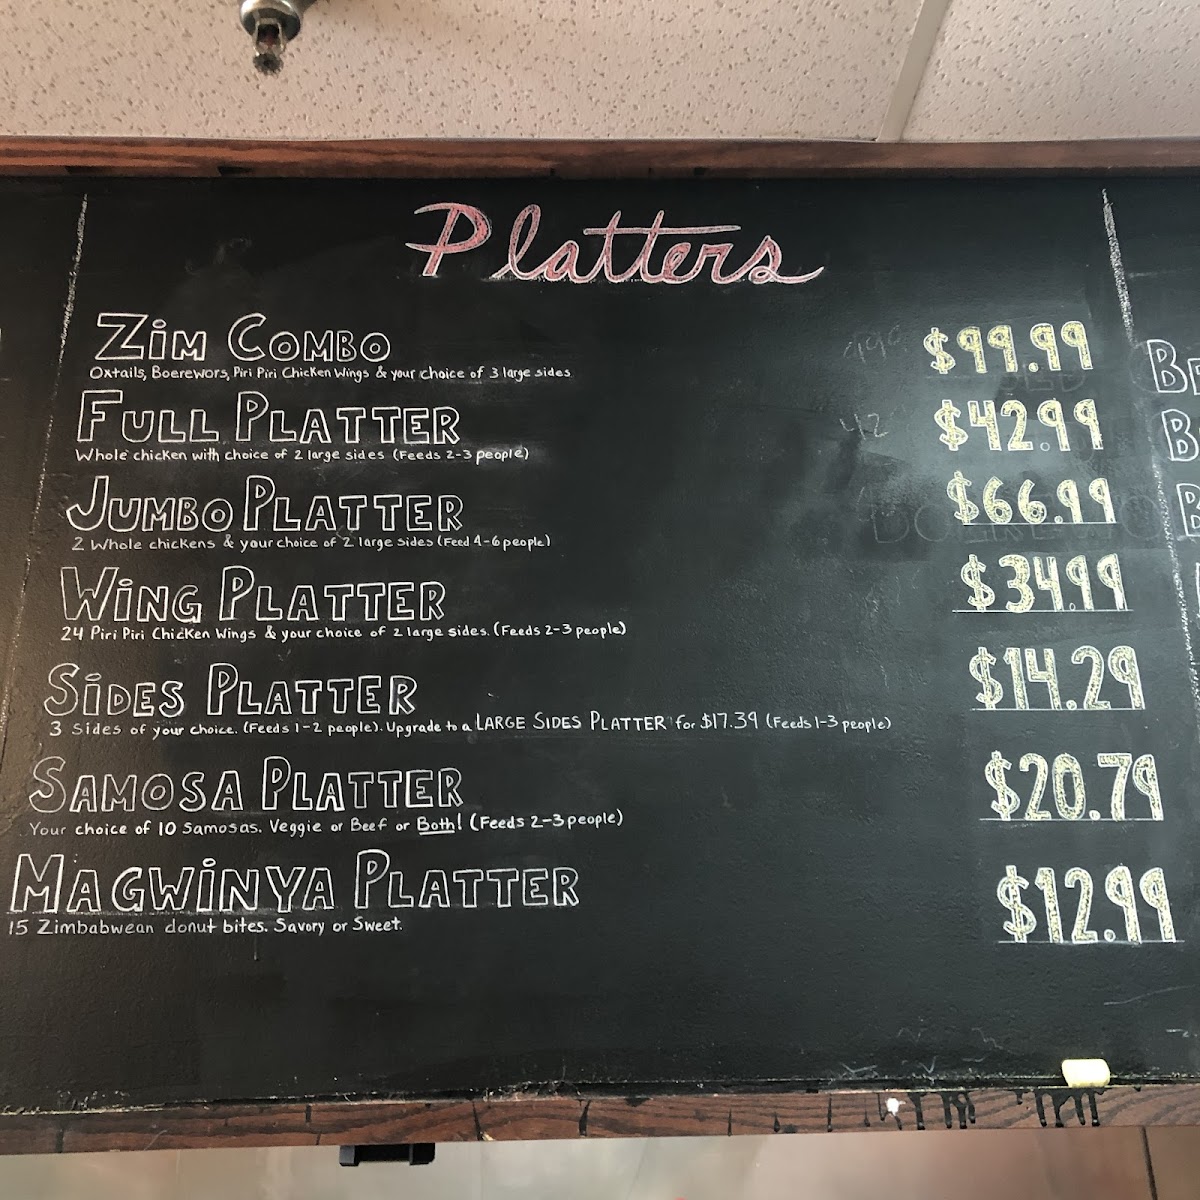 Platters
Zim Combo $99.99
Oxtails, Boerewors, Piri Piri Chicken Wings & your choice of 3 large sides
Full Platter $42.99
Whole chicken with choice of 2 large sides (Feeds 2-3 people)
Jumbo Platter $66.99
2 Whole chickens & your choice of 2 large sides (Feed 4-6 people)
Wing Platter $34.99
24 Piri Piri Chicken Wings & your choice of 2 large sides. (Feeds 2-3 people)
Sides Platter $14.29
3 Sides of your choice. (Feeds 1-2 people). Upgrade to a LARGE SIDES PLATTER for $17.39 (Feeds 1-3 people)
Samosa Platter $20.79
Your choice of 10 Samosas. Veggie or Beef or Both! (Feeds 2-3 people)
Magwinya Platter $12.99
15 Zimbabwean donut bites. Savory or Sweet.